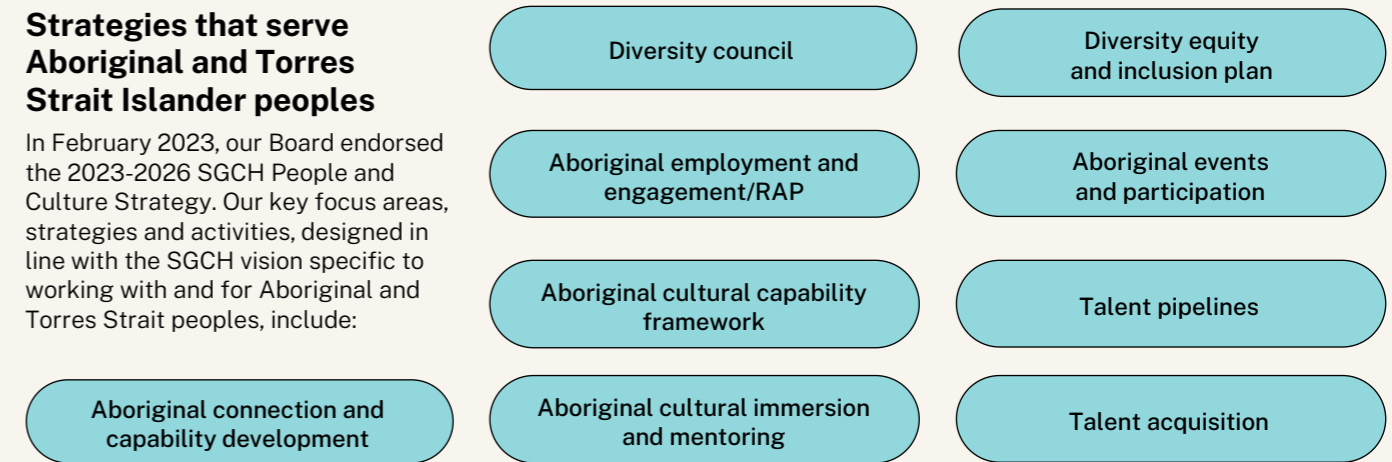 Strategies that serve
Aboriginal and Torres
Strait Islander peoples
In February 2023, our Board endorsed
the 2023-2026 SGCH People and
Culture Strategy. Our key focus areas,
strategies and activities, designed in
line with the SGCH vision specific to
working with and for Aboriginal and
Torres Strait peoples, include:
Aboriginal connection and
capability development
Diversity council
Aboriginal employment and
engagement/RAP
Aboriginal cultural capability
framework
Aboriginal cultural immersion
and mentoring
Diversity equity
and inclusion plan
Aboriginal events
and participation
Talent pipelines
Talent acquisition